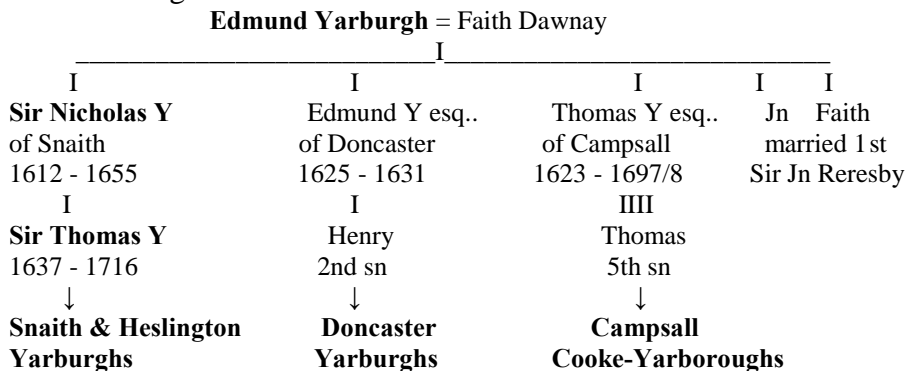 Edmund Yarburgh = Faith Dawnay
___________________________I_____________________________
I I I I I
Sir Nicholas Y Edmund Y esq.. Thomas Y esq.. Jn Faith
of Snaith of Doncaster of Campsall married 1st
1612 - 1655 1625 - 1631 1623 - 1697/8 Sir Jn Reresby
I I IIII
Sir Thomas Y Henry Thomas
1637 - 1716 2nd sn 5th sn
↓ ↓ ↓
Snaith & Heslington Doncaster Campsall
Yarburghs Yarburghs Cooke-Yarboroughs